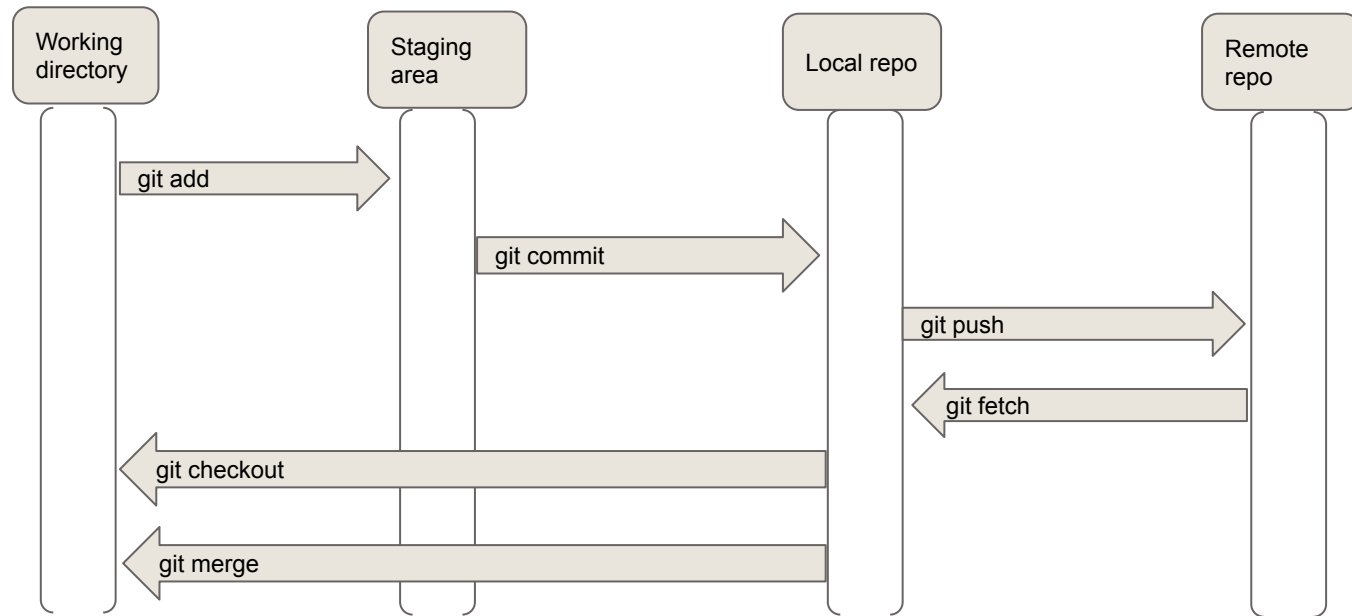 Working
directory
Staging
area
Local repo
Remote
repo
git add
git commit
git push
git fetch
git checkout
git merge